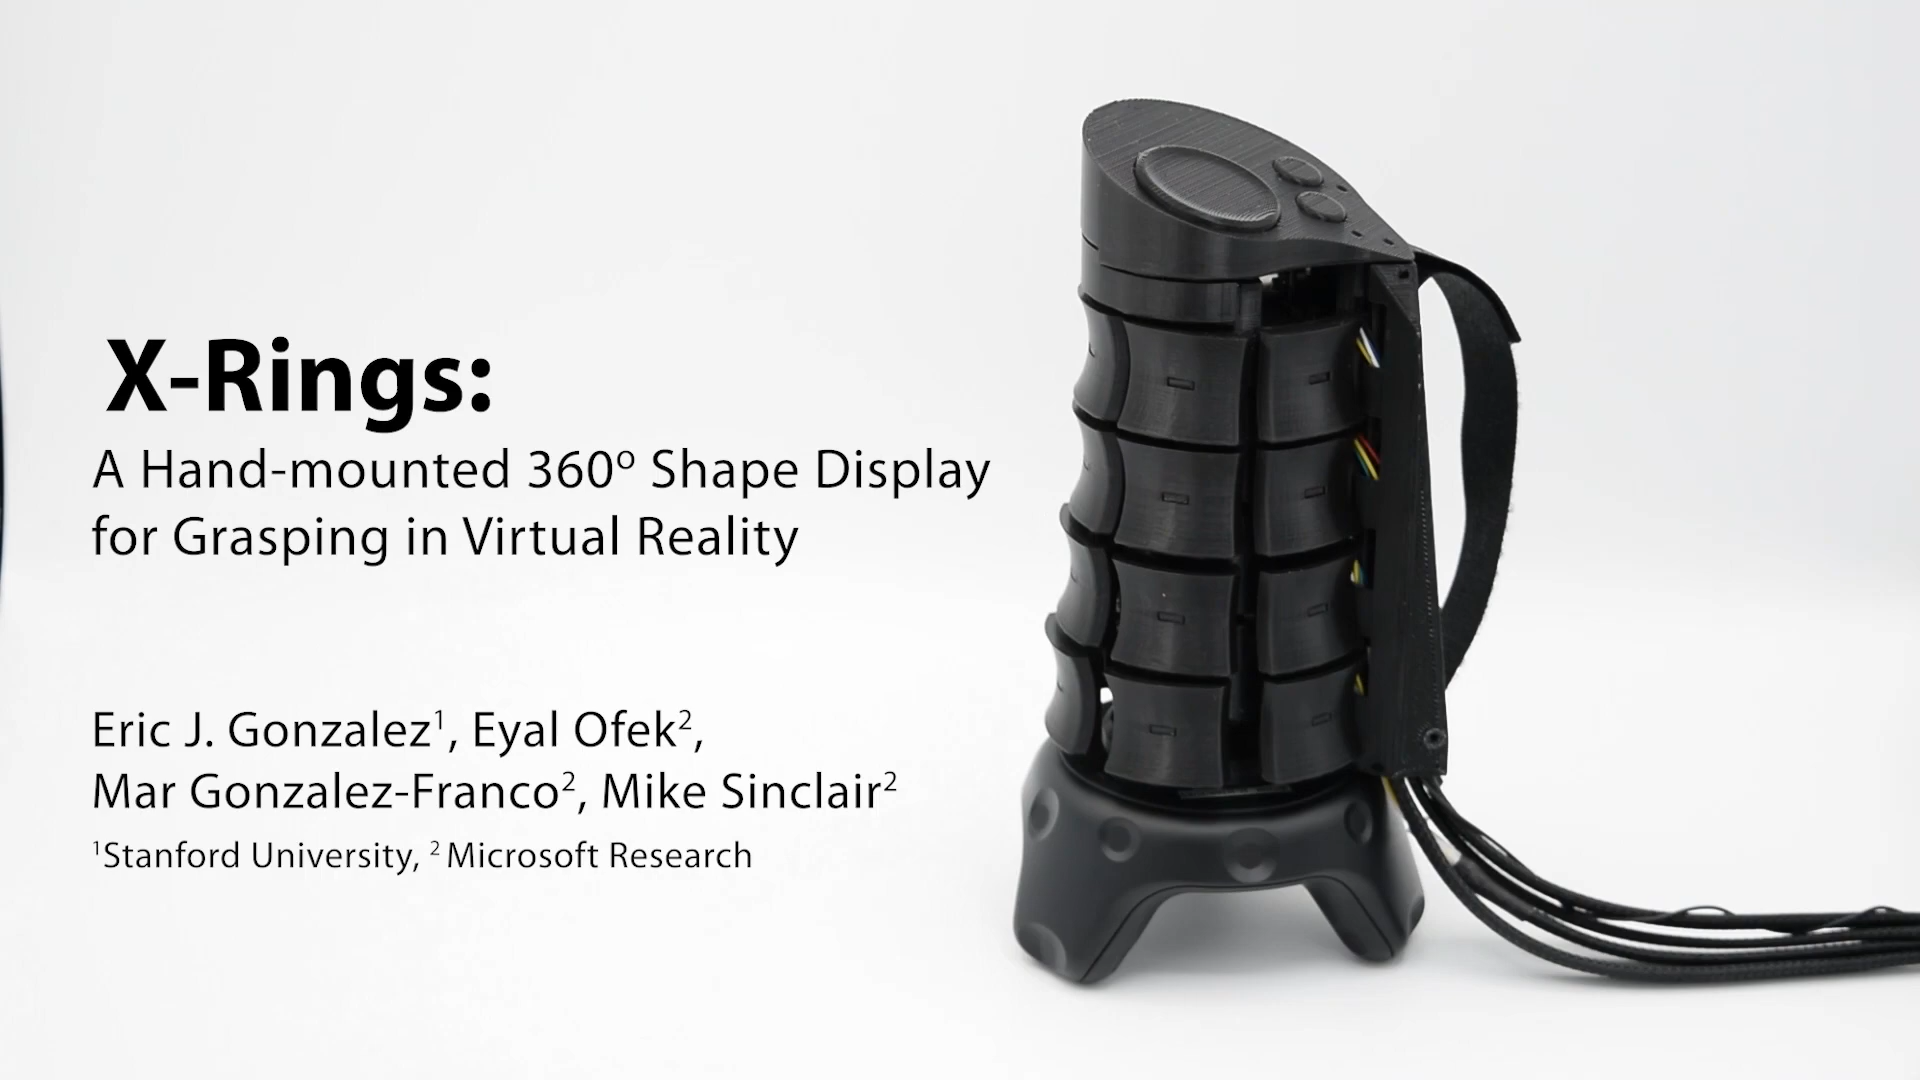 X-Rings:
A Hand-mounted 360º Shape Display
for Grasping in Virtual Reality
Eric J. Gonzalez¹, Eyal Ofek²,
Mar Gonzalez-Franco², Mike Sinclair²
¹Stanford University, ² Microsoft Research